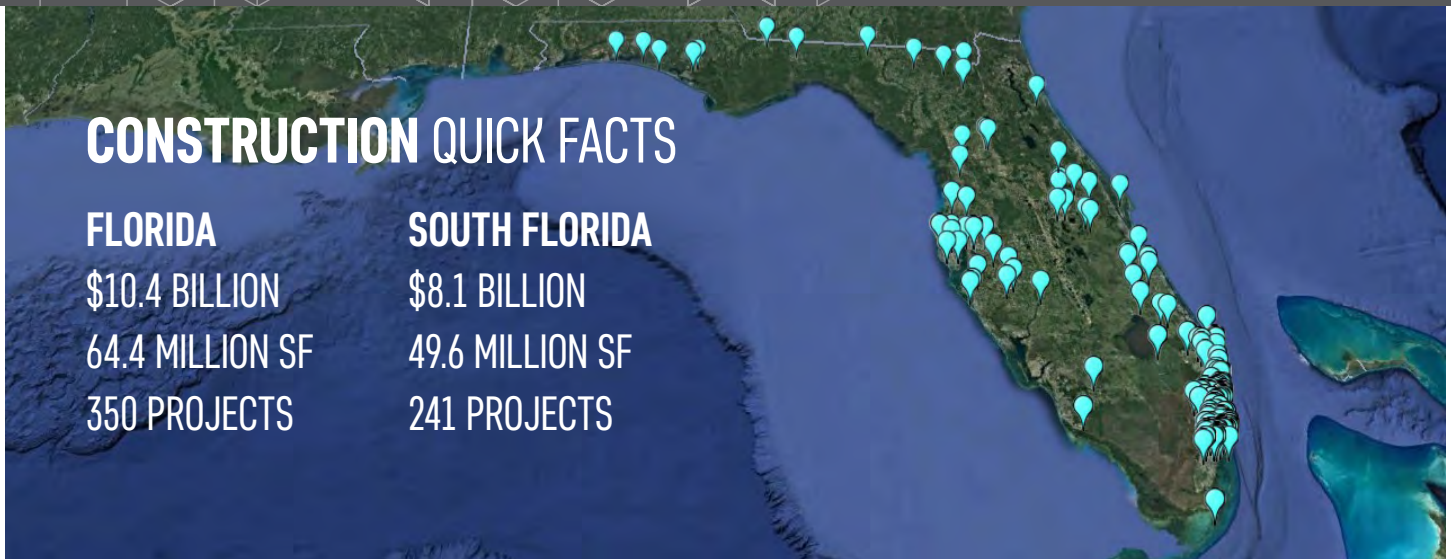 CONSTRUCTION QUICK FACTS
FLORIDA
$10.4 BILLION
64.4 MILLION SF
350 PROJECTS
SOUTH FLORIDA
$8.1 BILLION
49.6 MILLION SF
241 PROJECTS